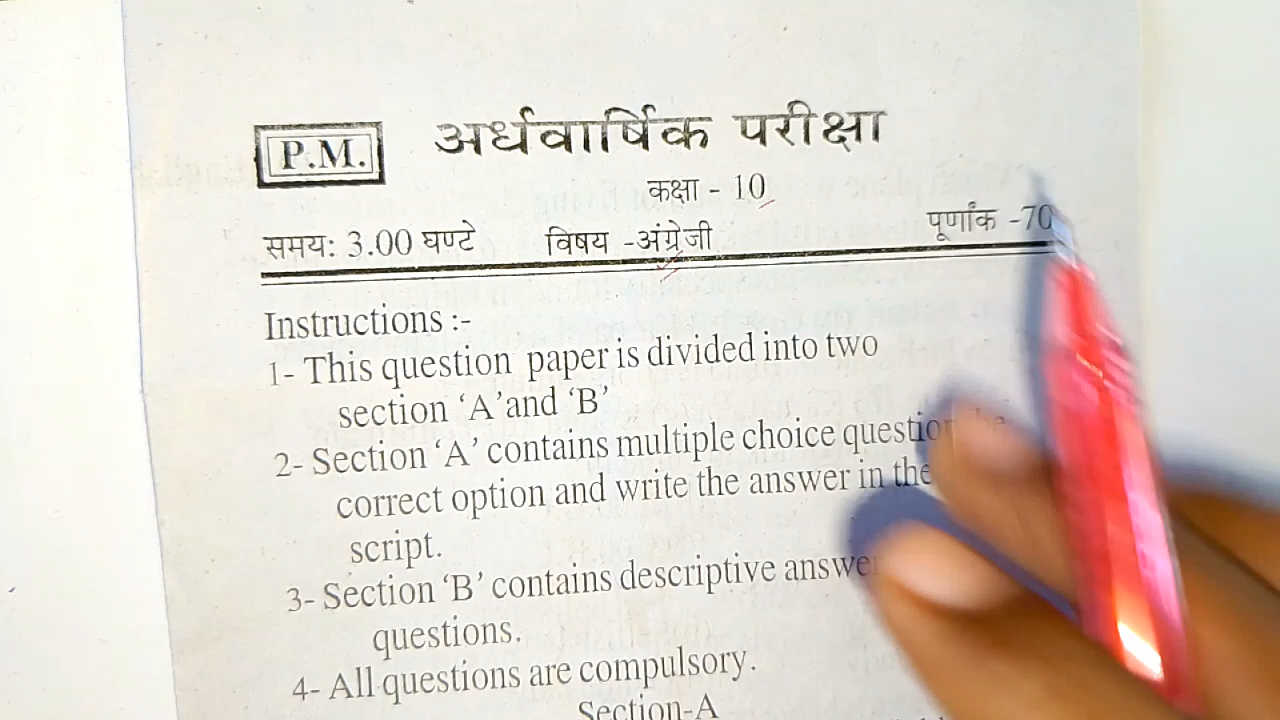 P.M. अर्धवार्षिक परीक्षा
कक्षा - 10
समय: 3.00 घण्टे विषय -अंग्रेजी पूर्णांक -70
Instructions :-
1- This question paper is divided into two
section ‘A’and ‘B’
2- Section ‘A’ contains multiple choice
correct option and write the answer in the
script.
3- Section ‘B’ contains descriptive
questions.
4- All questions are compulsory.
Section-A